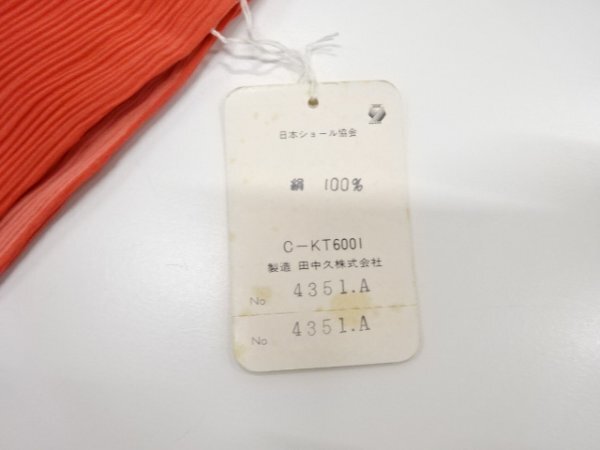 日本ショール協会
絹 100%
C-KT6001
製造 田中久株式会社
No 4351.A
No 4351.A